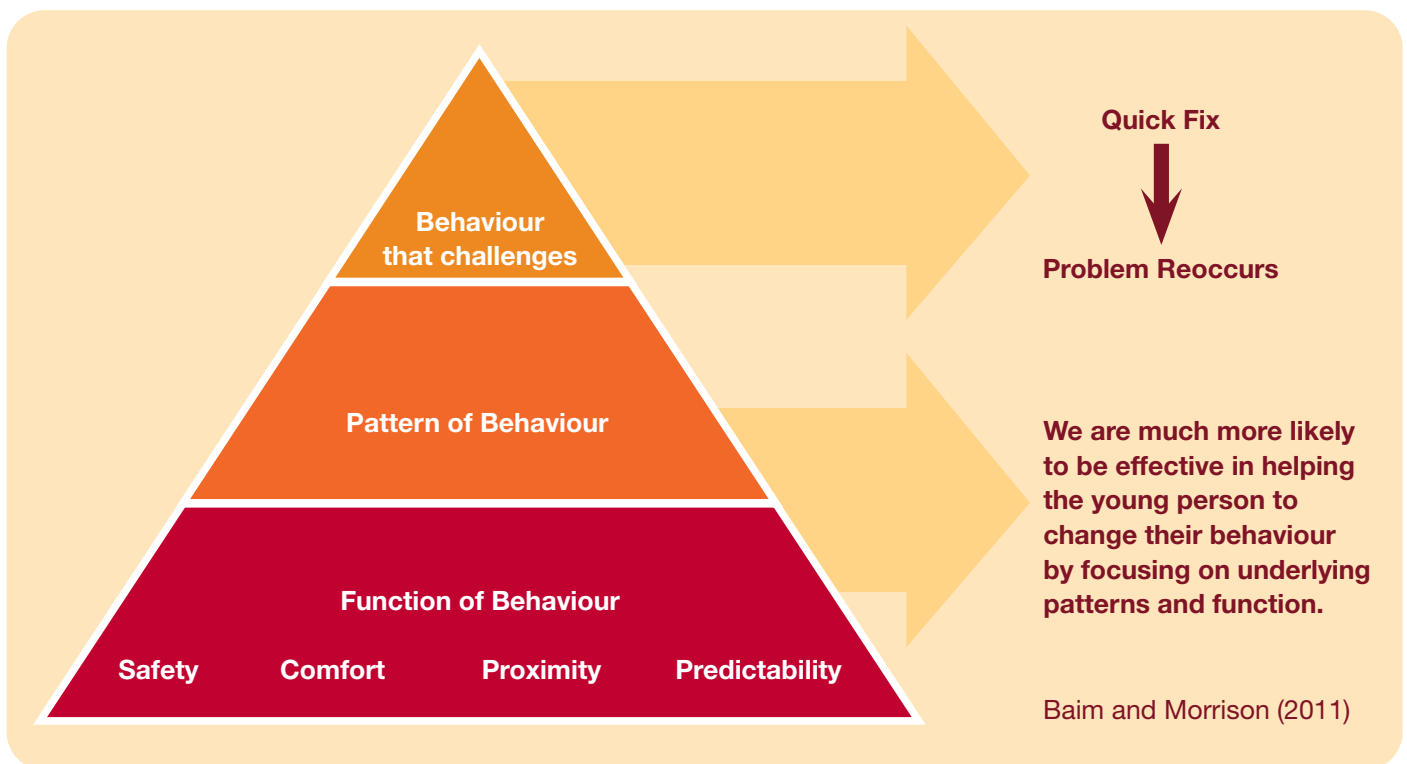 Behaviour
that challenges
Pattern of Behaviour
Function of Behaviour
Safety Comfort Proximity Predictability
Quick Fix
Problem Reoccurs
We are much more likely
to be effective in helping
the young person to
change their behaviour
by focusing on underlying
patterns and function.
Baim and Morrison (2011)